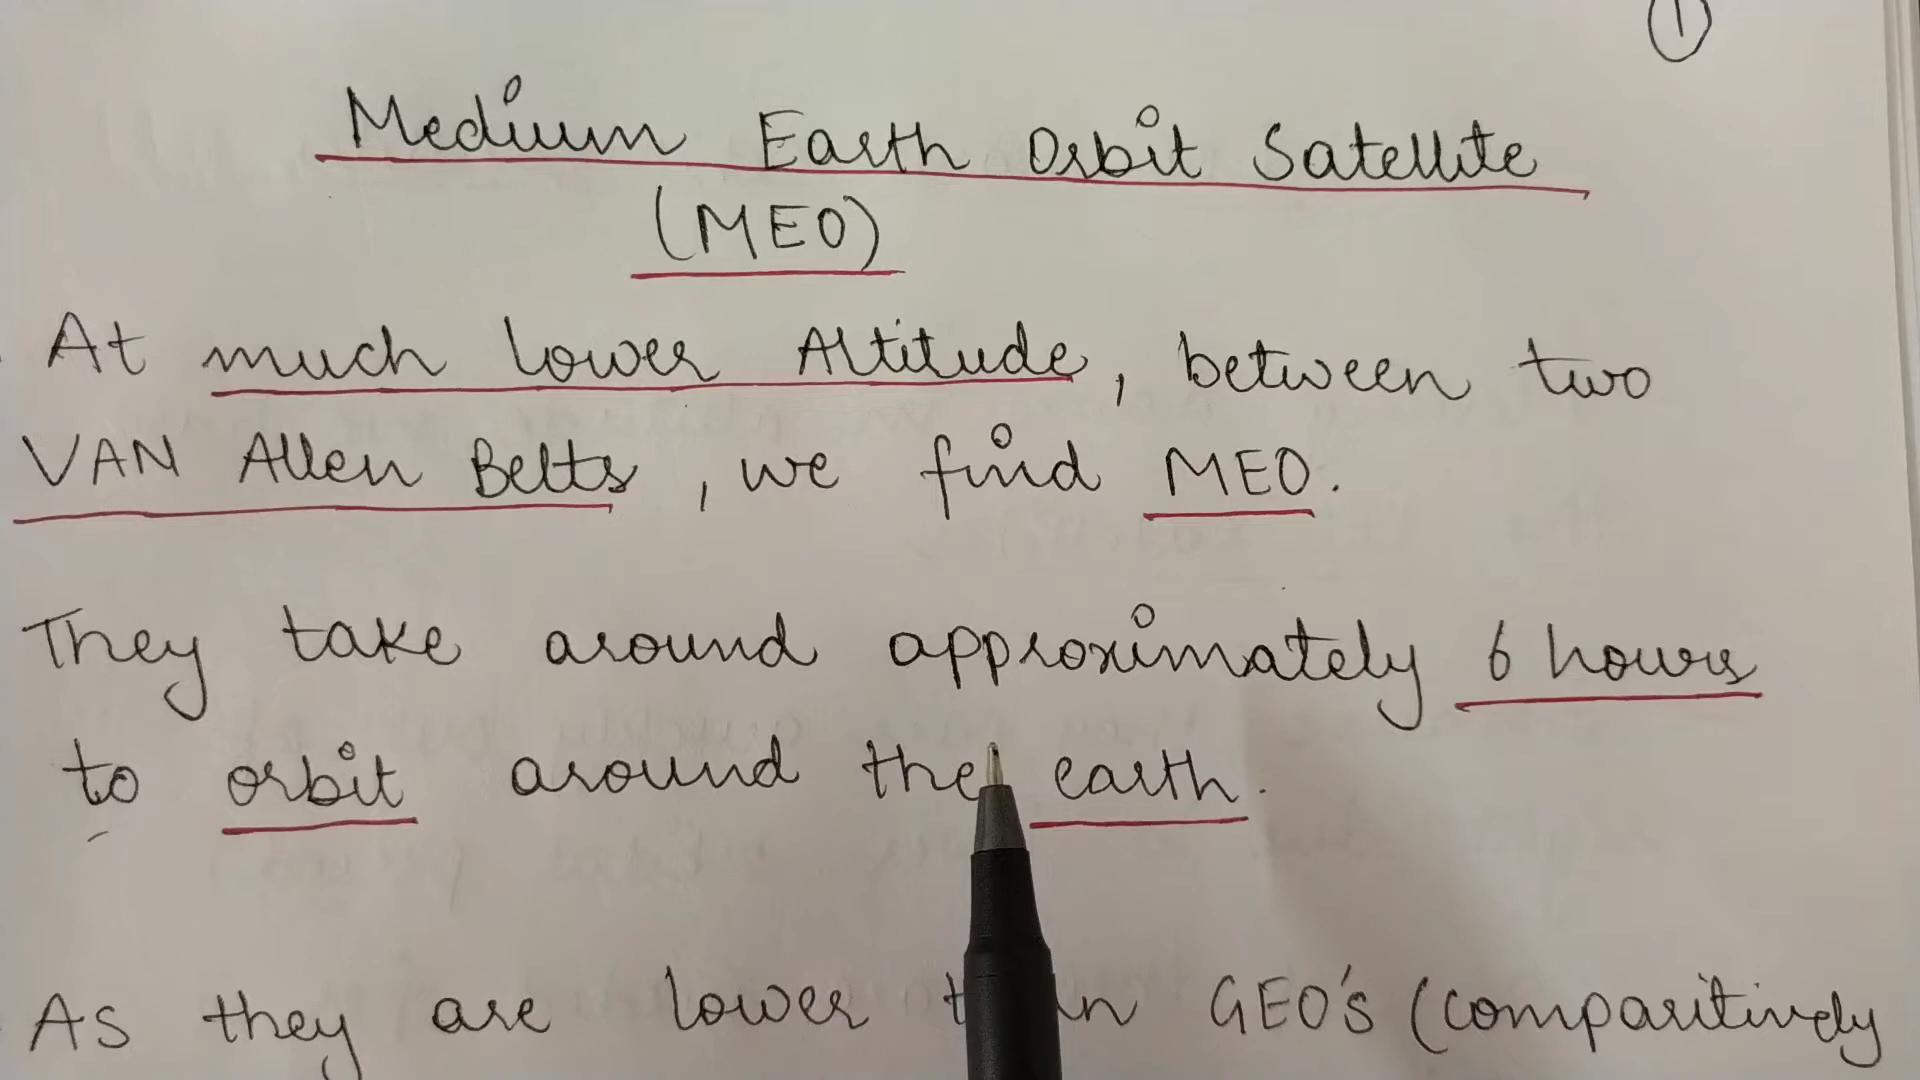 1
Medium Earth Orbit Satellite
(MEO)
At much lower Altitude, between two
VAN Allen Belts, we find MEO.
They take around approximately 6 hours
to orbit around the earth.
As they are lower GEO's (comparitively